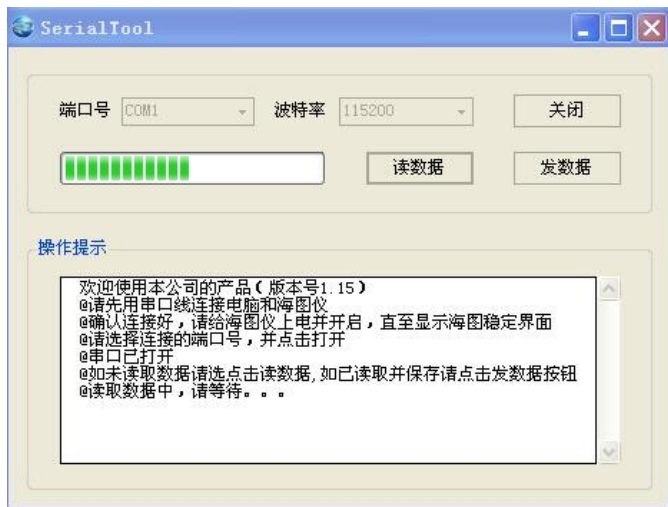 SerialTool
端口号 COM1 波特率 115200 关闭
读数据 发数据
操作提示
欢迎使用本公司的产品(版本号1.15)
@请先用串口线连接电脑和海图仪
@确认连接好,请给海图仪上电并开启,直至显示海图稳定界面
@请选择连接的端口号,并点击打开
@串口已打开
@如未读取数据请选点击读数据,如已读取并保存请点击发数据按钮
@读取数据中,请等待。。。